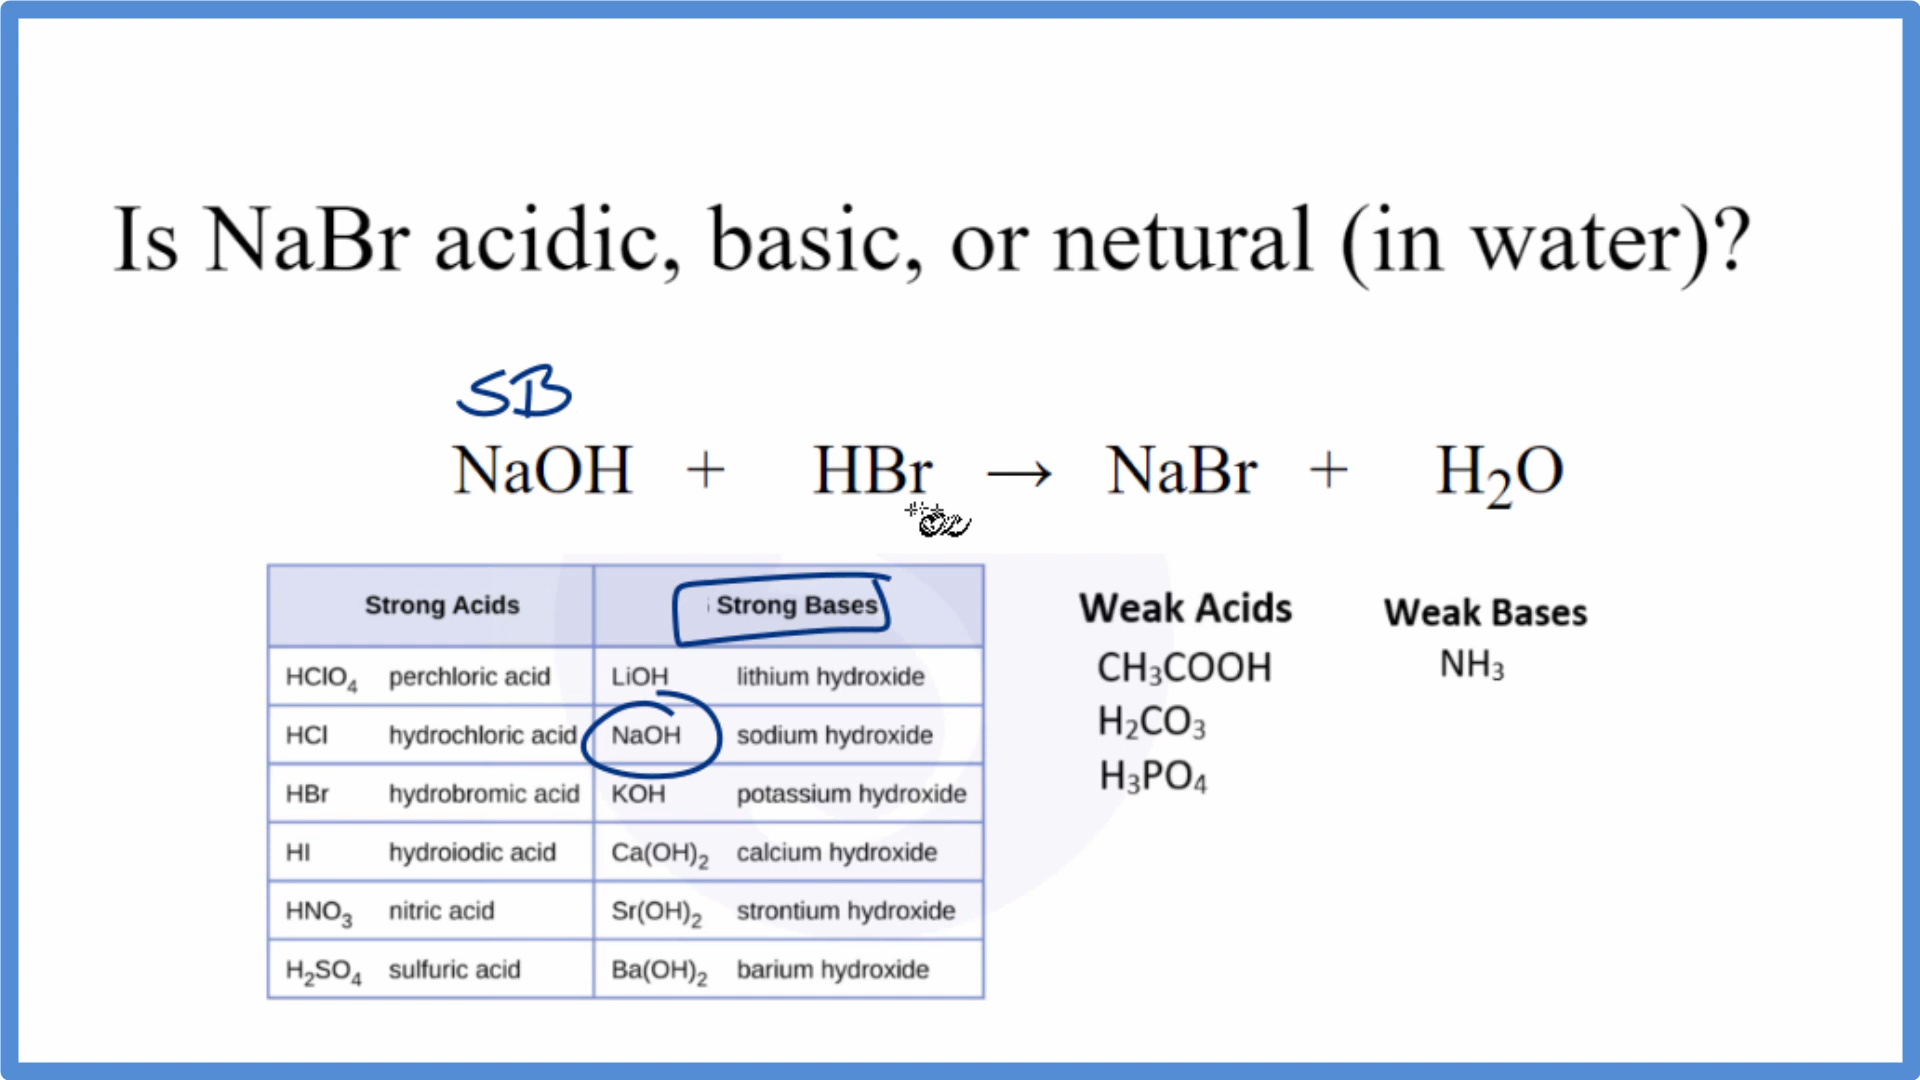 Is NaBr acidic, basic, or netural (in water)?
SB
NaOH + HBr → NaBr + H₂O
Strong Acids Strong Bases
HClO₄ perchloric acid LiOH lithium hydroxide
HCl hydrochloric acid NaOH sodium hydroxide
HBr hydrobromic acid KOH potassium hydroxide
HI hydroiodic acid Ca(OH)₂ calcium hydroxide
HNO₃ nitric acid Sr(OH)₂ strontium hydroxide
H₂SO₄ sulfuric acid Ba(OH)₂ barium hydroxide
Weak Acids Weak Bases
CH₃COOH NH₃
H₂CO₃
H₃PO₄